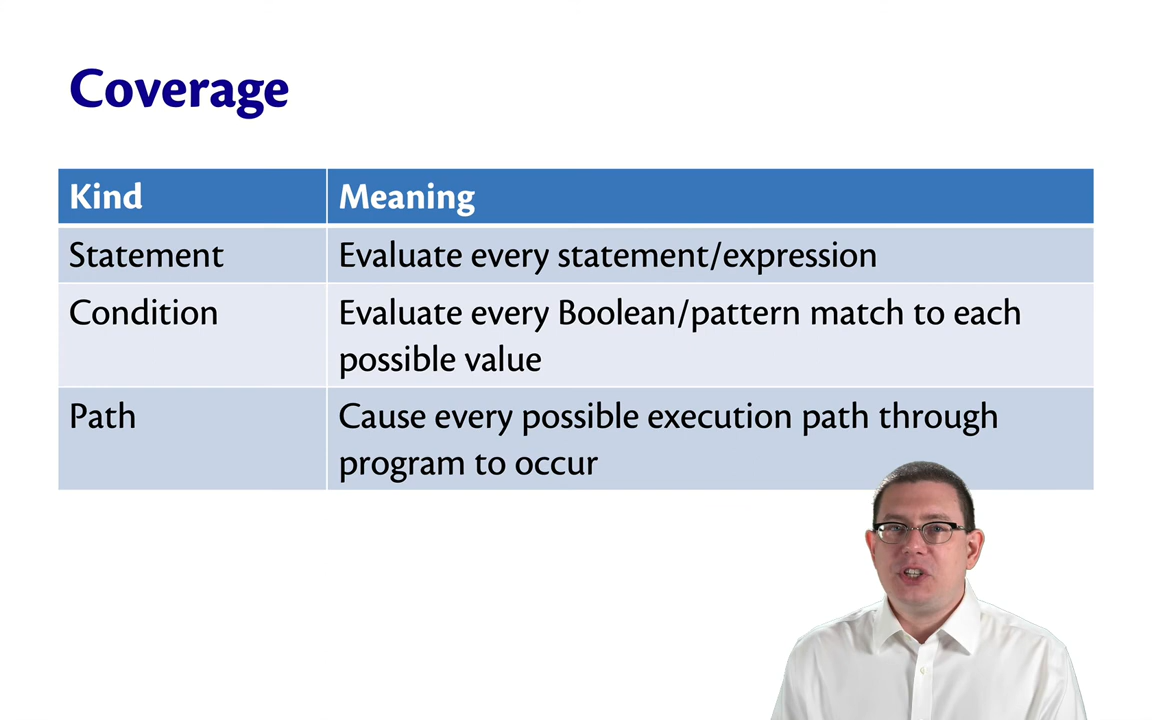 Coverage
Kind
Meaning
Statement
Evaluate every statement/expression
Condition
Evaluate every Boolean/pattern match to each
possible value
Path
Cause every possible execution path through
program to occur